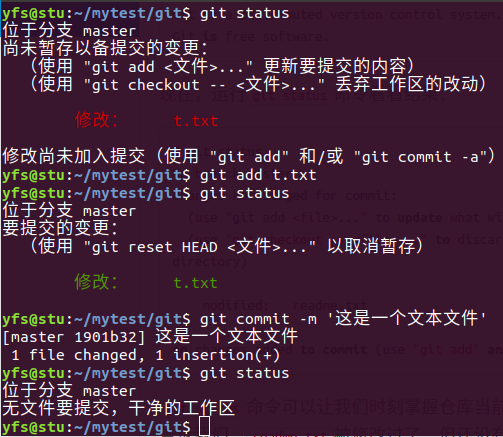 yfs@stu:~/mytest/git$ git status
位于分支 master
尚未暂存以备提交的变更：
（使用 "git add <文件>..." 更新要提交的内容）
（使用 "git checkout -- <文件>..." 丢弃工作区的改动）
修改：     t.txt
修改尚未加入提交（使用 "git add" 和/或 "git commit -a"）
yfs@stu:~/mytest/git$ git add t.txt
yfs@stu:~/mytest/git$ git status
位于分支 master
要提交的变更：
（使用 "git reset HEAD <文件>..." 以取消暂存）
修改：     t.txt
yfs@stu:~/mytest/git$ git commit -m '这是一个文本文件'
[master 1901b32] 这是一个文本文件
1 file changed, 1 insertion(+)
yfs@stu:~/mytest/git$ git status
位于分支 master
无文件要提交，干净的工作区
yfs@stu:~/mytest/git$